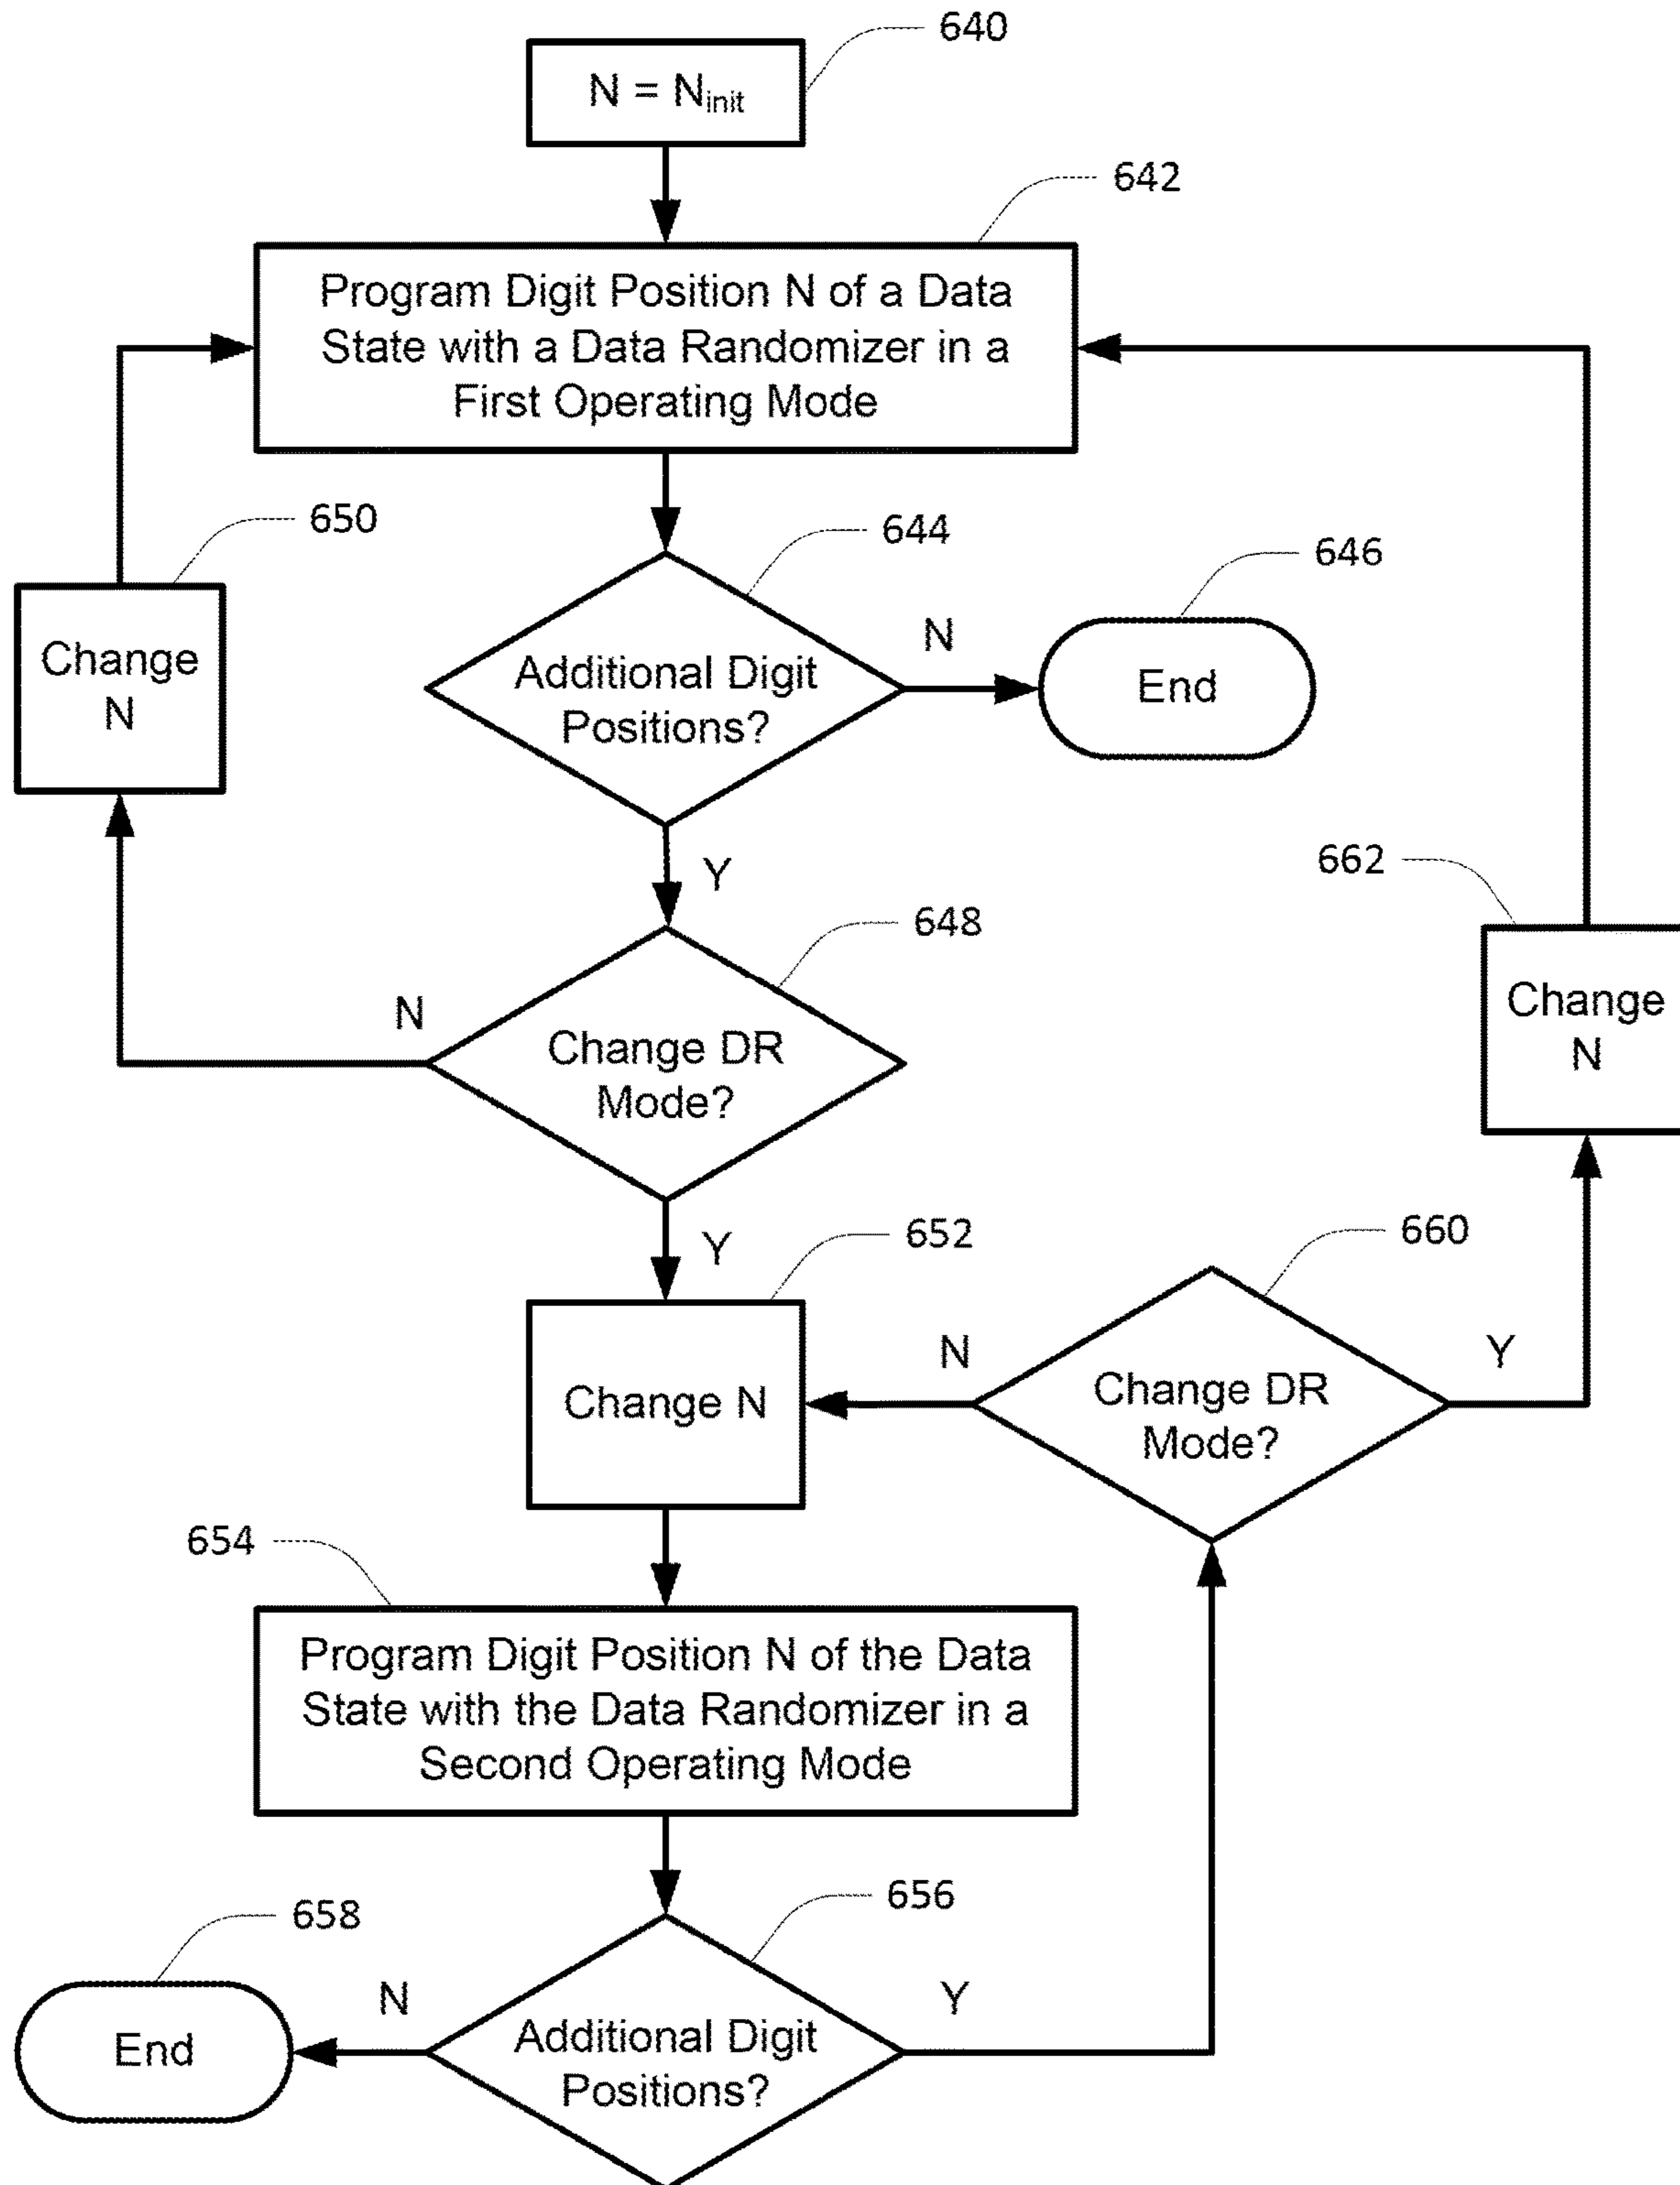 640
N = Ninit
642
Program Digit Position N of a Data
State with a Data Randomizer in a
First Operating Mode
650
644
646
Change
N
Additional Digit
Positions?
N
End
Y
662
648
N
Change DR
Mode?
Change
N
Y
652
660
Change N
N
Change DR
Mode?
Y
654
Program Digit Position N of the Data
State with the Data Randomizer in a
Second Operating Mode
658
656
End
N
Additional Digit
Positions?
Y